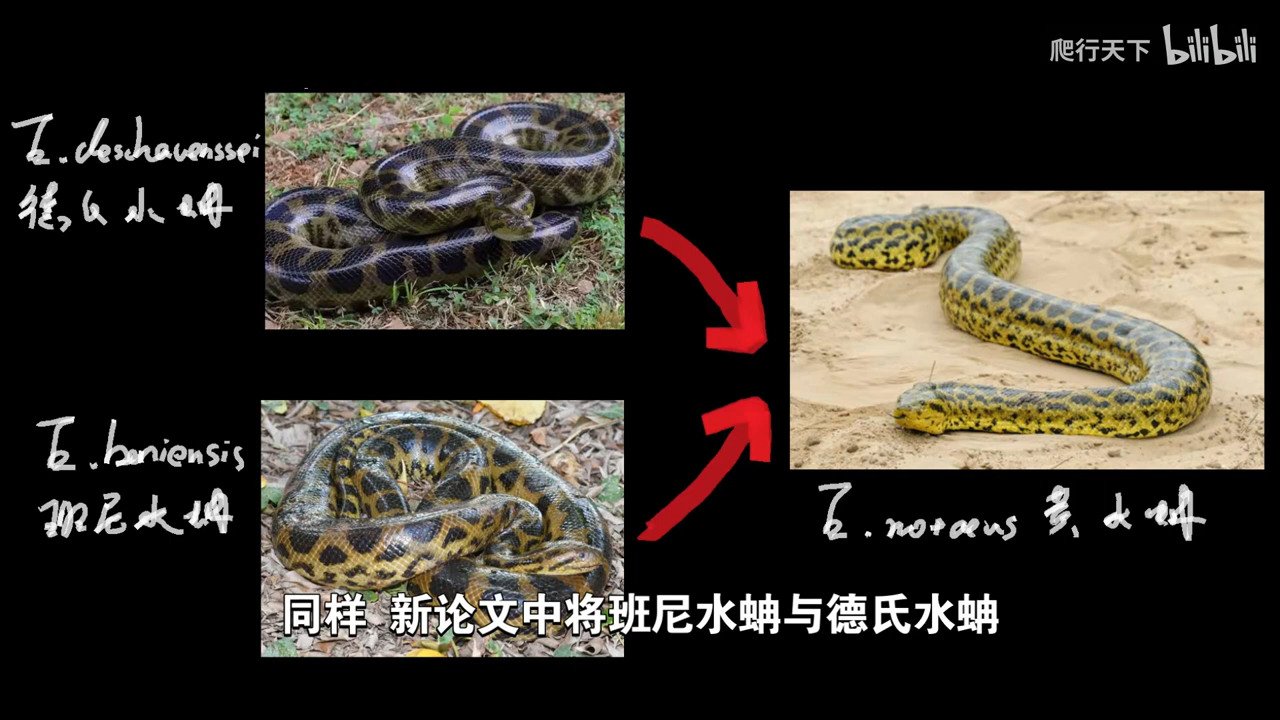 爬行天下 bilibili
E. deschauenssei
德氏水蚺
E. beniensis
班尼水蚺
E. notaeus 黄水蚺
同样 新论文中将班尼水蚺与德氏水蚺